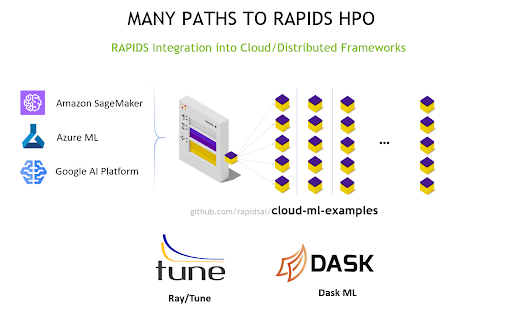 MANY PATHS TO RAPIDS HPO
RAPIDS Integration into Cloud/Distributed Frameworks
Amazon SageMaker
Azure ML
Google AI Platform
...
github.com/rapidsai/cloud-ml-examples
tune
DASK
Ray/Tune
Dask ML